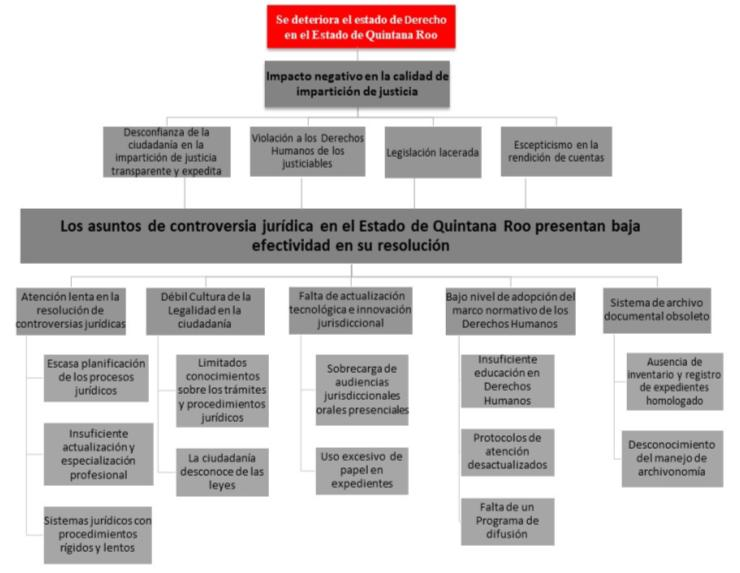 Se deteriora el estado de Derecho
en el Estado de Quintana Roo
Impacto negativo en la calidad de
impartición de justicia
Desconfianza de la
ciudadanía en la
impartición de justicia
transparente y expedita
Violación a los Derechos
Humanos de los
justiciables
Legislación lacerada
Escepticismo en la
rendición de cuentas
Los asuntos de controversia jurídica en el Estado de Quintana Roo presentan baja
efectividad en su resolución
Atención lenta en la
resolución de
controversias jurídicas
Escasa planificación
de los procesos
jurídicos
Insuficiente
actualización y
especialización
profesional
Sistemas jurídicos con
procedimientos
rígidos y lentos
Débil Cultura de la
Legalidad en la
ciudadanía
Limitados
conocimientos
sobre los trámites
y procedimientos
jurídicos
La ciudadanía
desconoce de las
leyes
Falta de actualización
tecnológica e innovación
jurisdiccional
Sobrecarga de
audiencias
jurisdiccionales
orales presenciales
Uso excesivo de
papel en
expedientes
Bajo nivel de adopción del
marco normativo de los
Derechos Humanos
Insuficiente
educación en
Derechos
Humanos
Protocolos de
atención
desactualizados
Falta de un
Programa de
difusión
Sistema de archivo
documental obsoleto
Ausencia de
inventario y registro
de expedientes
homologado
Desconocimiento
del manejo de
archivonomía